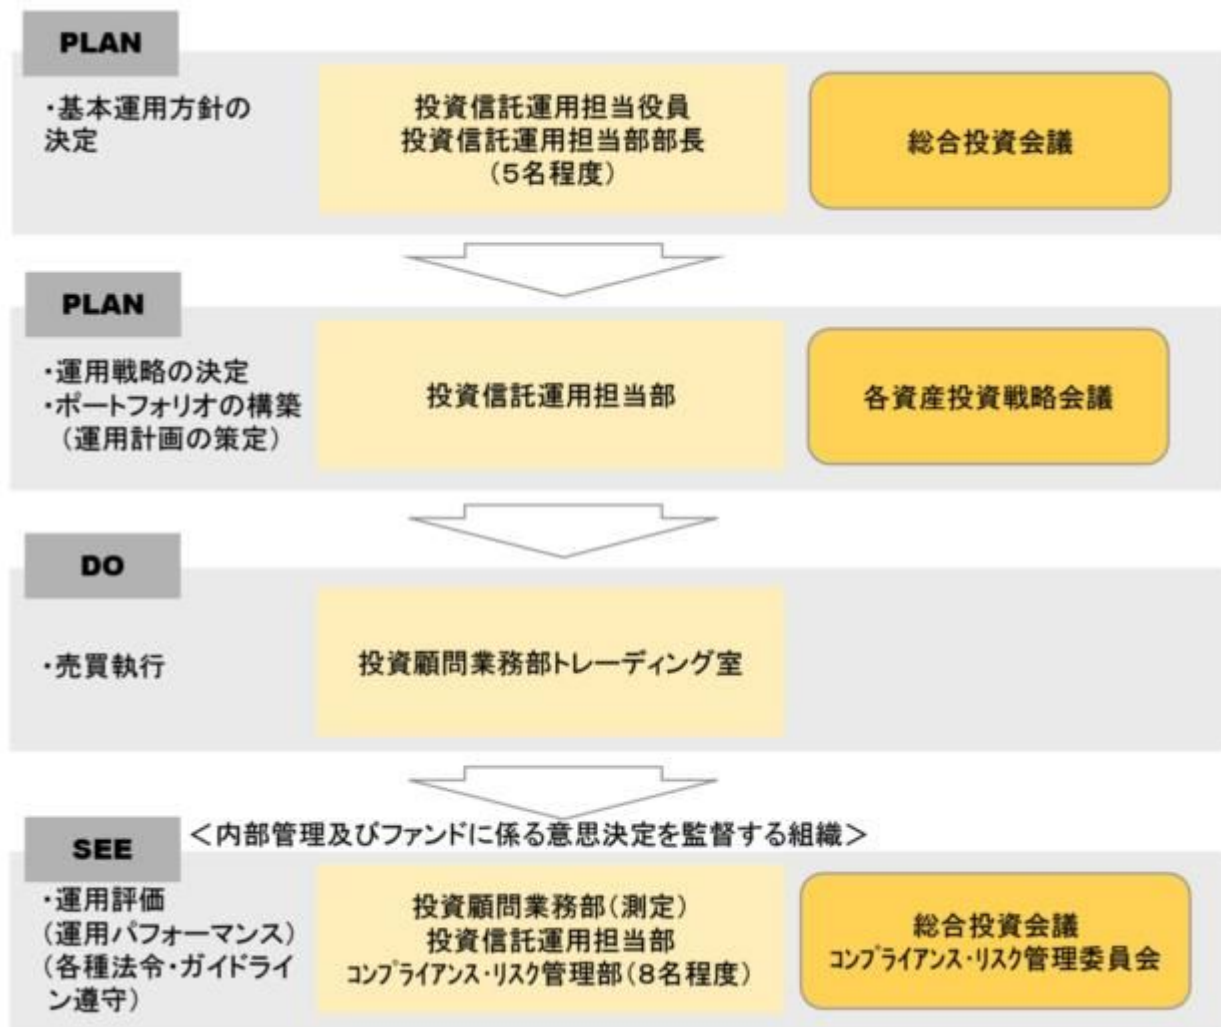 PLAN
・基本運用方針の
決定
投資信託運用担当役員
投資信託運用担当部部長
(5名程度)
総合投資会議
PLAN
・運用戦略の決定
・ポートフォリオの構築
(運用計画の策定)
投資信託運用担当部
各資産投資戦略会議
DO
・売買執行
投資顧問業務部トレーディング室
<内部管理及びファンドに係る意思決定を監督する組織>
SEE
・運用評価
(運用パフォーマンス)
(各種法令・ガイドライ
ン遵守)
投資顧問業務部(測定)
投資信託運用担当部
コンプライアンス・リスク管理部(8名程度)
総合投資会議
コンプライアンス・リスク管理委員会